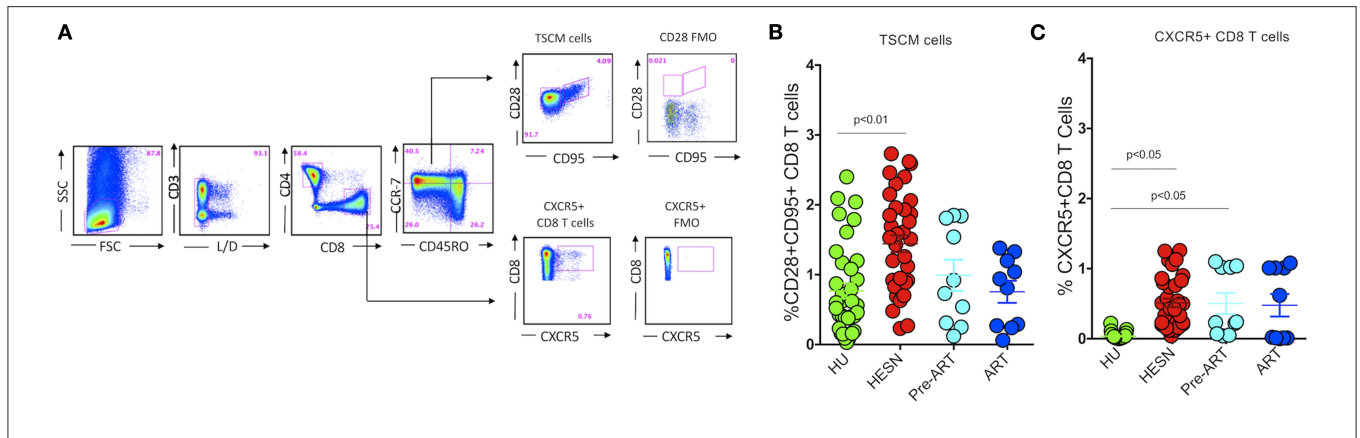 A
TSCM cells
CD28 FMO
4.09
91.7
CD28
CD95
0.021
0
CD28
CD95
87.8
SSC
FSC
93.1
CD3
L/D
58.4
25.4
CD4
CD8
40.5
7.24
26.0
26.2
CCR-7
CD45RO
CXCR5+
CD8 T cells
CXCR5+
FMO
CD8
0.76
CXCR5
CD8
CXCR5
B
TSCM cells
%CD28+CD95+ CD8 T cells
4
3
2
1
0
p<0.01
HU
HESN
Pre-ART
ART
C
CXCR5+ CD8 T cells
% CXCR5+CD8 T Cells
4
3
2
1
0
p<0.05
p<0.05
HU
HESN
Pre-ART
ART